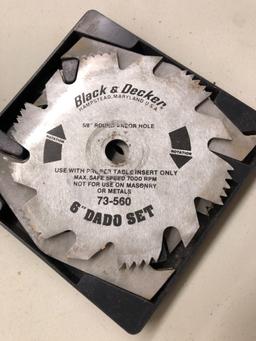 Black & Decker
HAMPSTEAD, MARYLAND U.S.A.
5/8" ROUND ARBOR HOLE
ROTATION
ROTATION
USE WITH PROPER TABLE INSERT ONLY
MAX. SAFE SPEED 7000 RPM
NOT FOR USE ON MASONRY
OR METALS
73-560
6" DADO SET